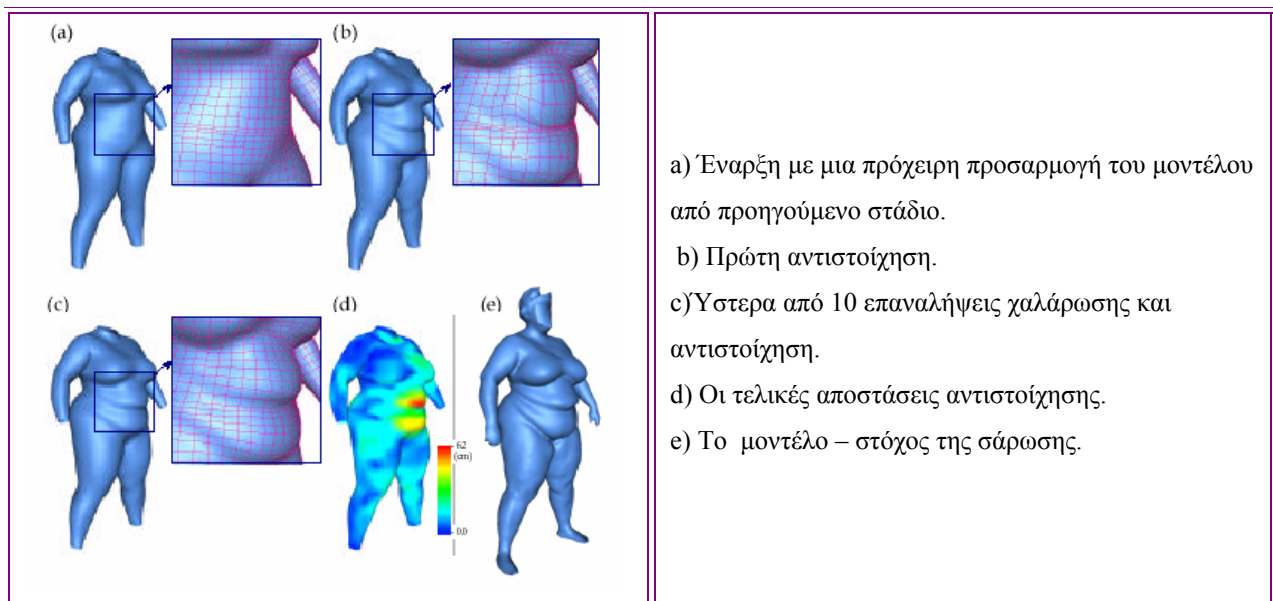 (a)
(b)
(c)
(d)
(e)
62
(cm)
0.0
a) Έναρξη με μια πρόχειρη προσαρμογή του μοντέλου
από προηγούμενο στάδιο.
b) Πρώτη αντιστοίχηση.
c)Ύστερα από 10 επαναλήψεις χαλάρωσης και
αντιστοίχηση.
d) Οι τελικές αποστάσεις αντιστοίχησης.
e) Το μοντέλο – στόχος της σάρωσης.